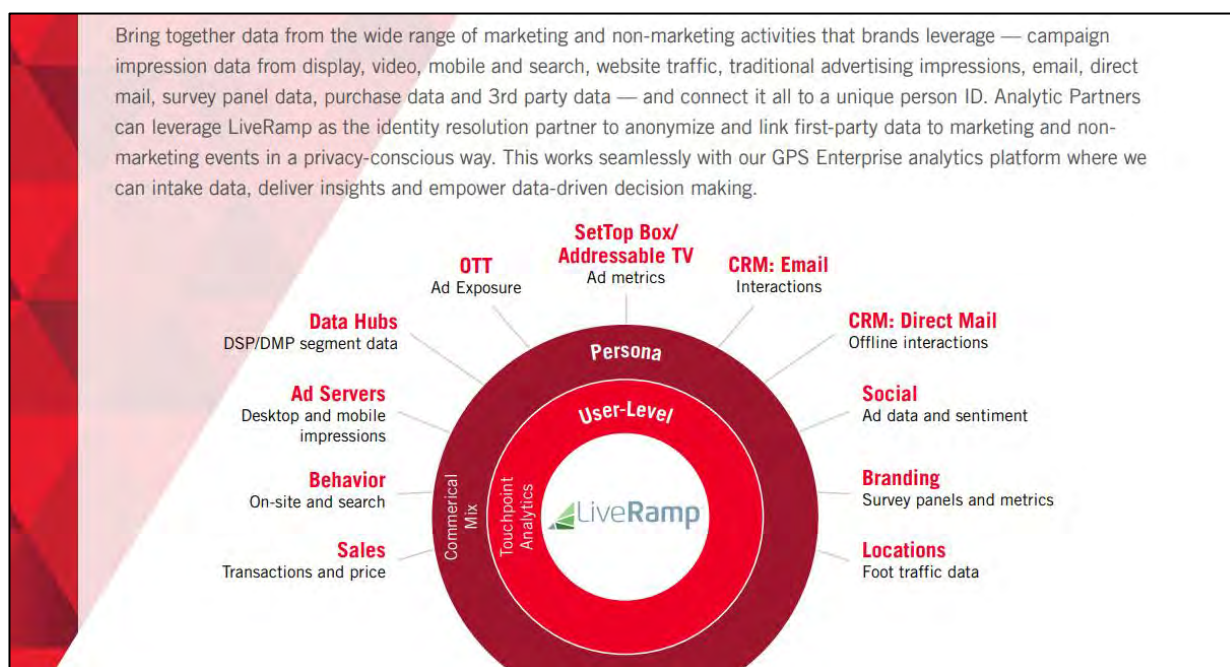 Bring together data from the wide range of marketing and non-marketing activities that brands leverage — campaign
impression data from display, video, mobile and search, website traffic, traditional advertising impressions, email, direct
mail, survey panel data, purchase data and 3rd party data — and connect it all to a unique person ID. Analytic Partners
can leverage LiveRamp as the identity resolution partner to anonymize and link first-party data to marketing and non-
marketing events in a privacy-conscious way. This works seamlessly with our GPS Enterprise analytics platform where we
can intake data, deliver insights and empower data-driven decision making.
SetTop Box/
Addressable TV
Ad metrics
OTT
Ad Exposure
CRM: Email
Interactions
Data Hubs
DSP/DMP segment data
CRM: Direct Mail
Offline interactions
Persona
Ad Servers
Desktop and mobile
impressions
User-Level
Social
Ad data and sentiment
Behavior
On-site and search
Commerical
Mix
Touchpoint
Analytics
LiveRamp
Branding
Survey panels and metrics
Sales
Transactions and price
Locations
Foot traffic data